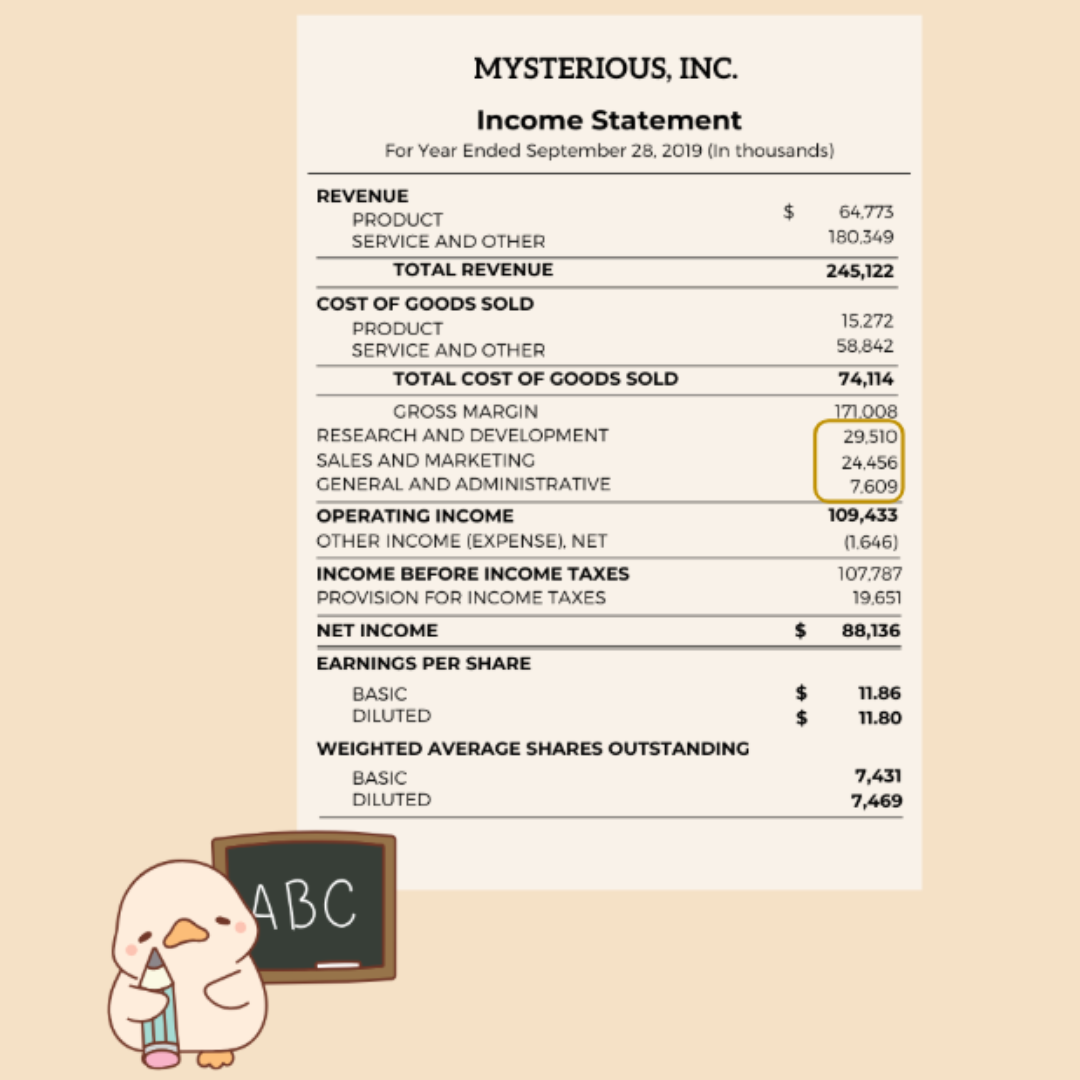 MYSTERIOUS, INC.
Income Statement
For Year Ended September 28, 2019 (In thousands)
REVENUE
PRODUCT $ 64,773
SERVICE AND OTHER 180,349
TOTAL REVENUE 245,122
COST OF GOODS SOLD
PRODUCT 15,272
SERVICE AND OTHER 58,842
TOTAL COST OF GOODS SOLD 74,114
GROSS MARGIN 171,008
RESEARCH AND DEVELOPMENT 29,510
SALES AND MARKETING 24,456
GENERAL AND ADMINISTRATIVE 7,609
OPERATING INCOME 109,433
OTHER INCOME (EXPENSE), NET (1,646)
INCOME BEFORE INCOME TAXES 107,787
PROVISION FOR INCOME TAXES 19,651
NET INCOME $ 88,136
EARNINGS PER SHARE
BASIC $ 11.86
DILUTED $ 11.80
WEIGHTED AVERAGE SHARES OUTSTANDING
BASIC 7,431
DILUTED 7,469
ABC